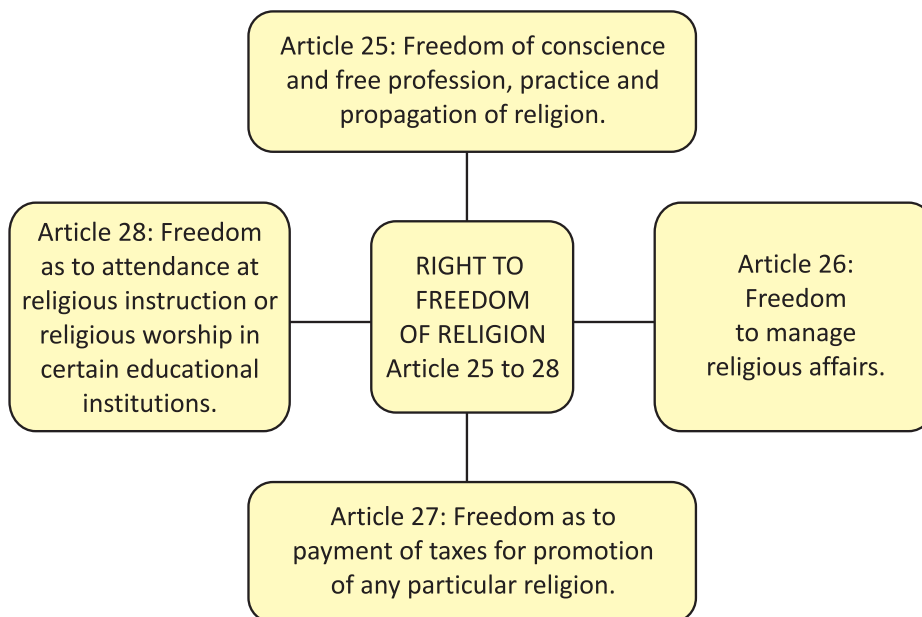 Article 25: Freedom of conscience
and free profession, practice and
propagation of religion.
Article 28: Freedom
as to attendance at
religious instruction or
religious worship in
certain educational
institutions.
RIGHT TO
FREEDOM
OF RELIGION
Article 25 to 28
Article 26:
Freedom
to manage
religious affairs.
Article 27: Freedom as to
payment of taxes for promotion
of any particular religion.